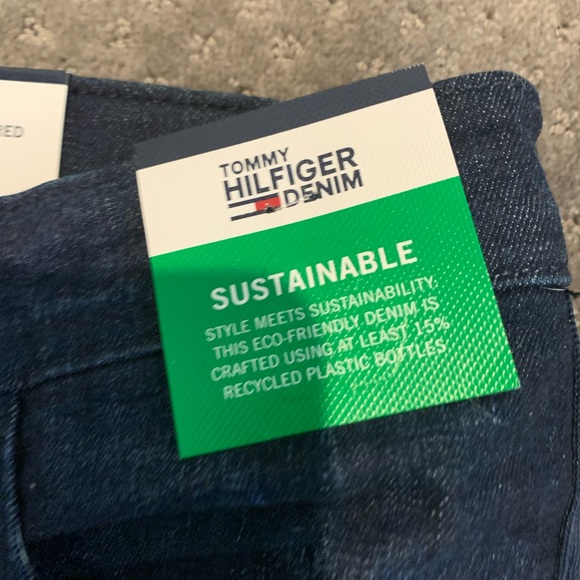 RED
TOMMY
HILFIGER
DENIM
SUSTAINABLE
STYLE MEETS SUSTAINABILITY:
THIS ECO-FRIENDLY DENIM IS
CRAFTED USING AT LEAST 15%
RECYCLED PLASTIC BOTTLES